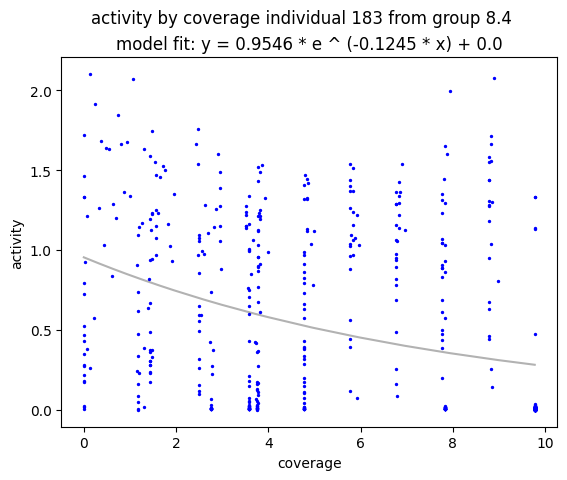 activity by coverage individual 183 from group 8.4
model fit: y = 0.9546 * e ^ (-0.1245 * x) + 0.0
activity
2.0
1.5
1.0
0.5
0.0
0
2
4
6
8
10
coverage